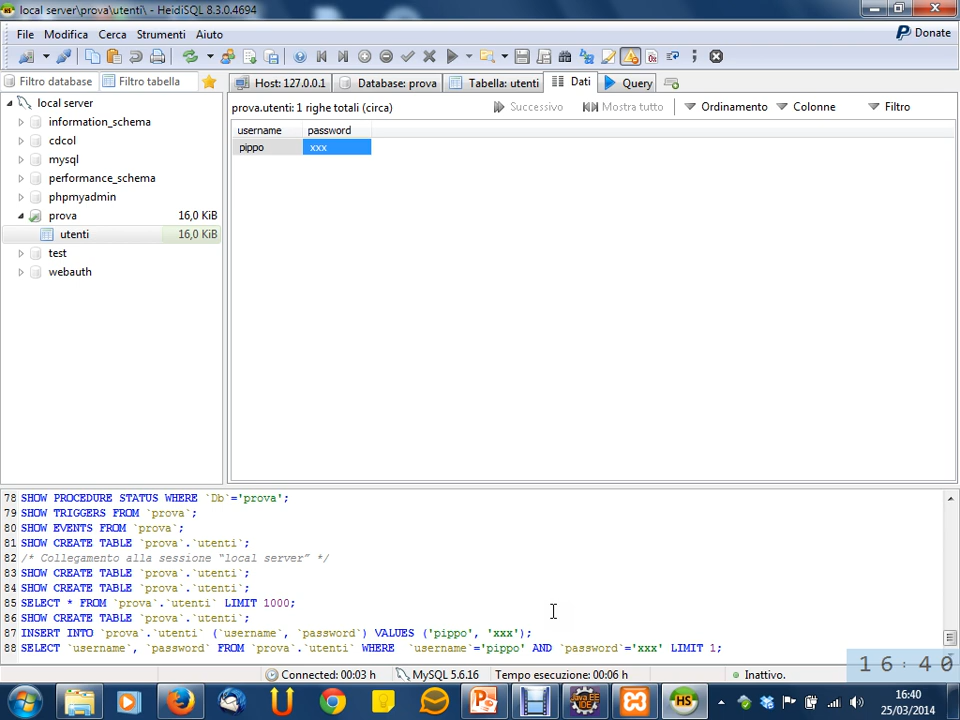 local server\prova\utenti\ - HeidiSQL 8.3.0.4694
File Modifica Cerca Strumenti Aiuto
Donate
Filtro database Filtro tabella
Host: 127.0.0.1 Database: prova Tabella: utenti Dati Query
local server
information_schema
cdcol
mysql
performance_schema
phpmyadmin
prova 16,0 KiB
utenti 16,0 KiB
test
webauth
prova.utenti: 1 righe totali (circa) Successivo Mostra tutto Ordinamento Colonne Filtro
username password
pippo xxx
78 SHOW PROCEDURE STATUS WHERE `Db`='prova';
79 SHOW TRIGGERS FROM `prova`;
80 SHOW EVENTS FROM `prova`;
81 SHOW CREATE TABLE `prova`.`utenti`;
82 /* Collegamento alla sessione "local server" */
83 SHOW CREATE TABLE `prova`.`utenti`;
84 SHOW CREATE TABLE `prova`.`utenti`;
85 SELECT * FROM `prova`.`utenti` LIMIT 1000;
86 SHOW CREATE TABLE `prova`.`utenti`;
87 INSERT INTO `prova`.`utenti` (`username`, `password`) VALUES ('pippo', 'xxx');
88 SELECT `username`, `password` FROM `prova`.`utenti` WHERE  `username`='pippo' AND `password`='xxx' LIMIT 1;
Connected: 00:03 h MySQL 5.6.16 Tempo esecuzione: 00:06 h Inattivo.
16:40
16:40
25/03/2014